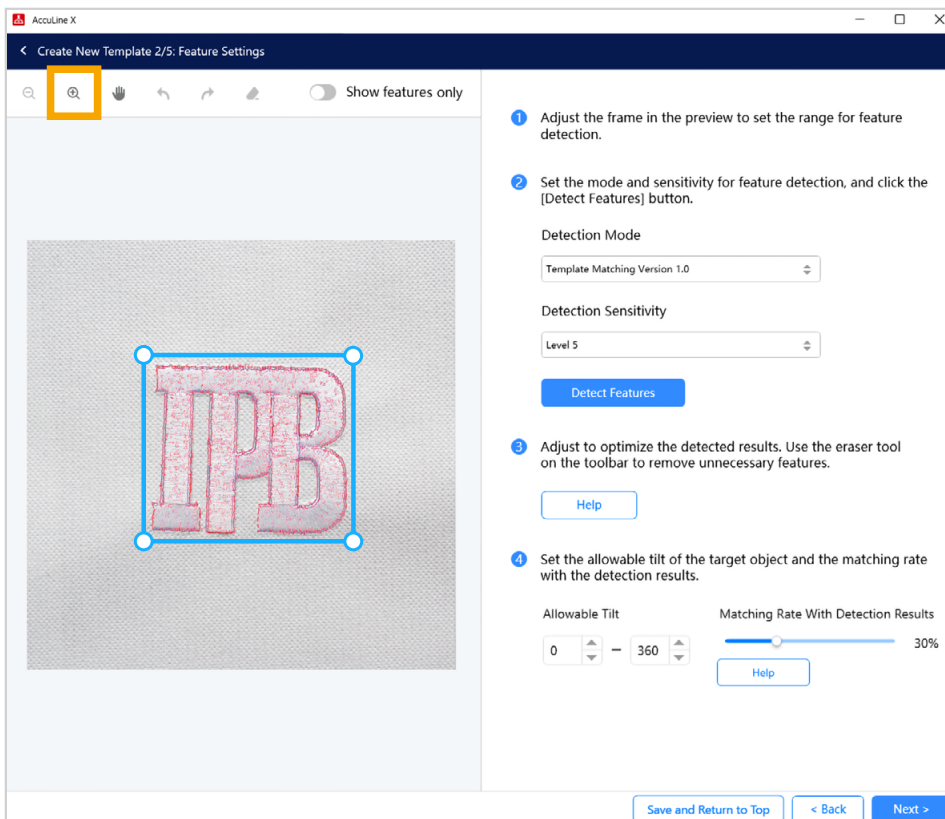 AccuLine X
Create New Template 2/5: Feature Settings
Show features only
1 Adjust the frame in the preview to set the range for feature
detection.
2 Set the mode and sensitivity for feature detection, and click the
[Detect Features] button.
Detection Mode
Template Matching Version 1.0
Detection Sensitivity
Level 5
Detect Features
3 Adjust to optimize the detected results. Use the eraser tool
on the toolbar to remove unnecessary features.
Help
4 Set the allowable tilt of the target object and the matching rate
with the detection results.
Allowable Tilt
Matching Rate With Detection Results
0 – 360
30%
Help
IPB
Save and Return to Top
< Back
Next >